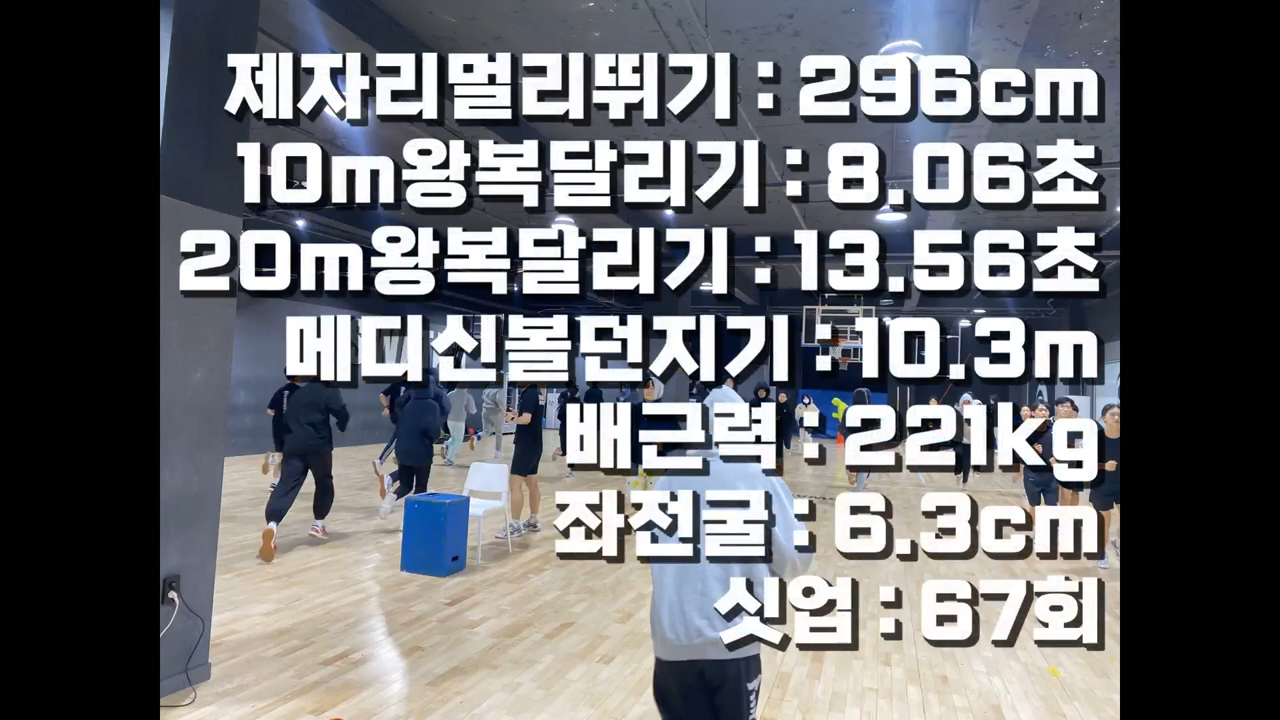 제자리멀리뛰기 : 296cm
10m왕복달리기 : 8.06초
20m왕복달리기 : 13.56초
메디신볼던지기 : 10.3m
배근력 : 221kg
좌전굴 : 6.3cm
싯업 : 67회